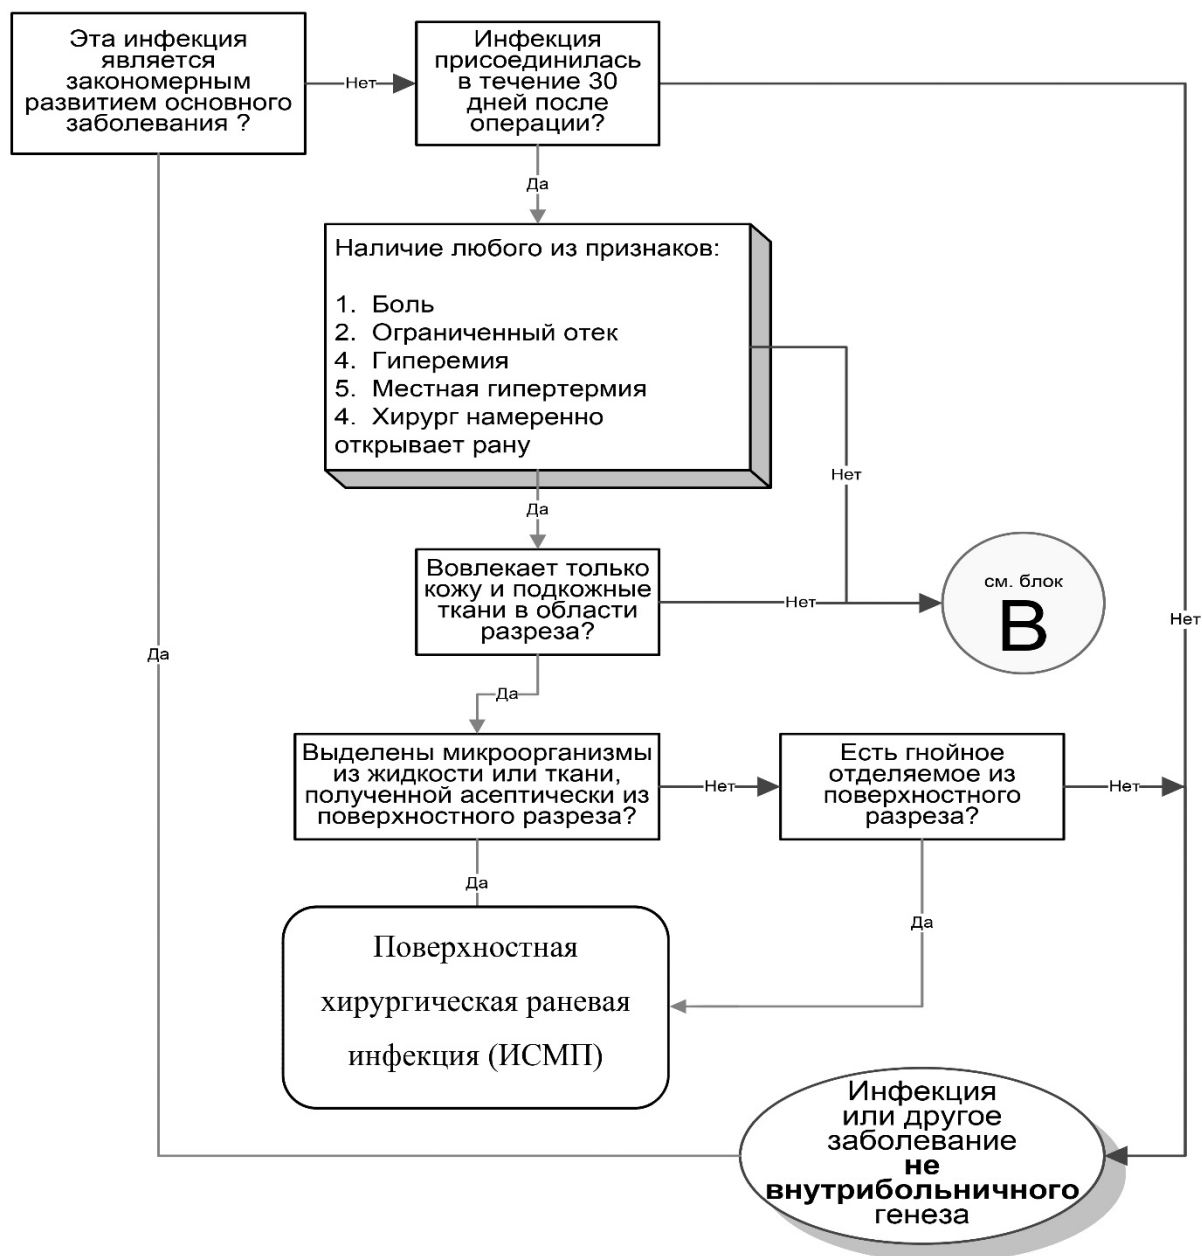 Эта инфекция
является
закономерным
развитием основного
заболевания ?
Нет
Инфекция
присоединилась
в течение 30
дней после
операции?
Да
Наличие любого из признаков:
1. Боль
2. Ограниченный отек
4. Гиперемия
5. Местная гипертермия
4. Хирург намеренно
открывает рану
Нет
Да
Вовлекает только
кожу и подкожные
ткани в области
разреза?
Нет
см. блок
В
Нет
Да
Да
Выделены микроорганизмы
из жидкости или ткани,
полученной асептически из
поверхностного разреза?
Нет
Есть гнойное
отделяемое из
поверхностного
разреза?
Нет
Да
Да
Поверхностная
хирургическая раневая
инфекция (ИСМП)
Инфекция
или другое
заболевание
не
внутрибольничного
генеза